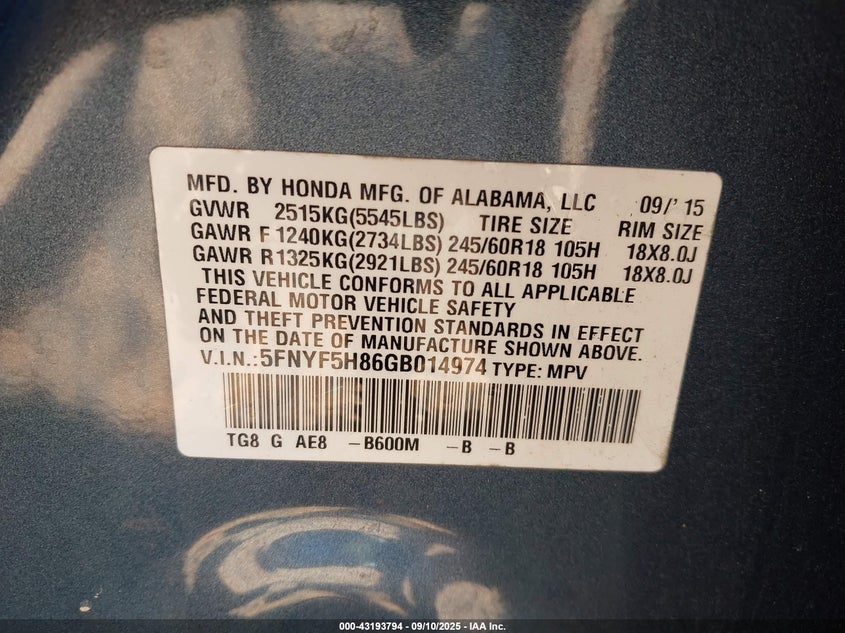 MFD. BY HONDA MFG. OF ALABAMA, LLC 09/' 15
GVWR 2515KG(5545LBS) TIRE SIZE RIM SIZE
GAWR F 1240KG(2734LBS) 245/60R18 105H 18X8.0J
GAWR R1325KG(2921LBS) 245/60R18 105H 18X8.0J
THIS VEHICLE CONFORMS TO ALL APPLICABLE
FEDERAL MOTOR VEHICLE SAFETY
AND THEFT PREVENTION STANDARDS IN EFFECT
ON THE DATE OF MANUFACTURE SHOWN ABOVE.
V.I.N.:5FNYF5H86GB014974 TYPE: MPV
TG8 G AE8 -B600M -B -B
000-43193794 - 09/10/2025 - IAA Inc.